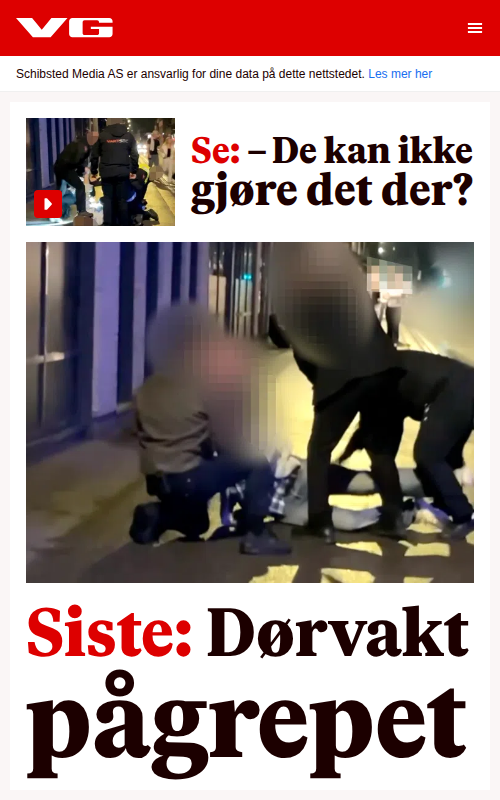 VG
Schibsted Media AS er ansvarlig for dine data på dette nettstedet. Les mer her
Se: – De kan ikke
gjøre det der?
Siste: Dørvakt
pågrepet